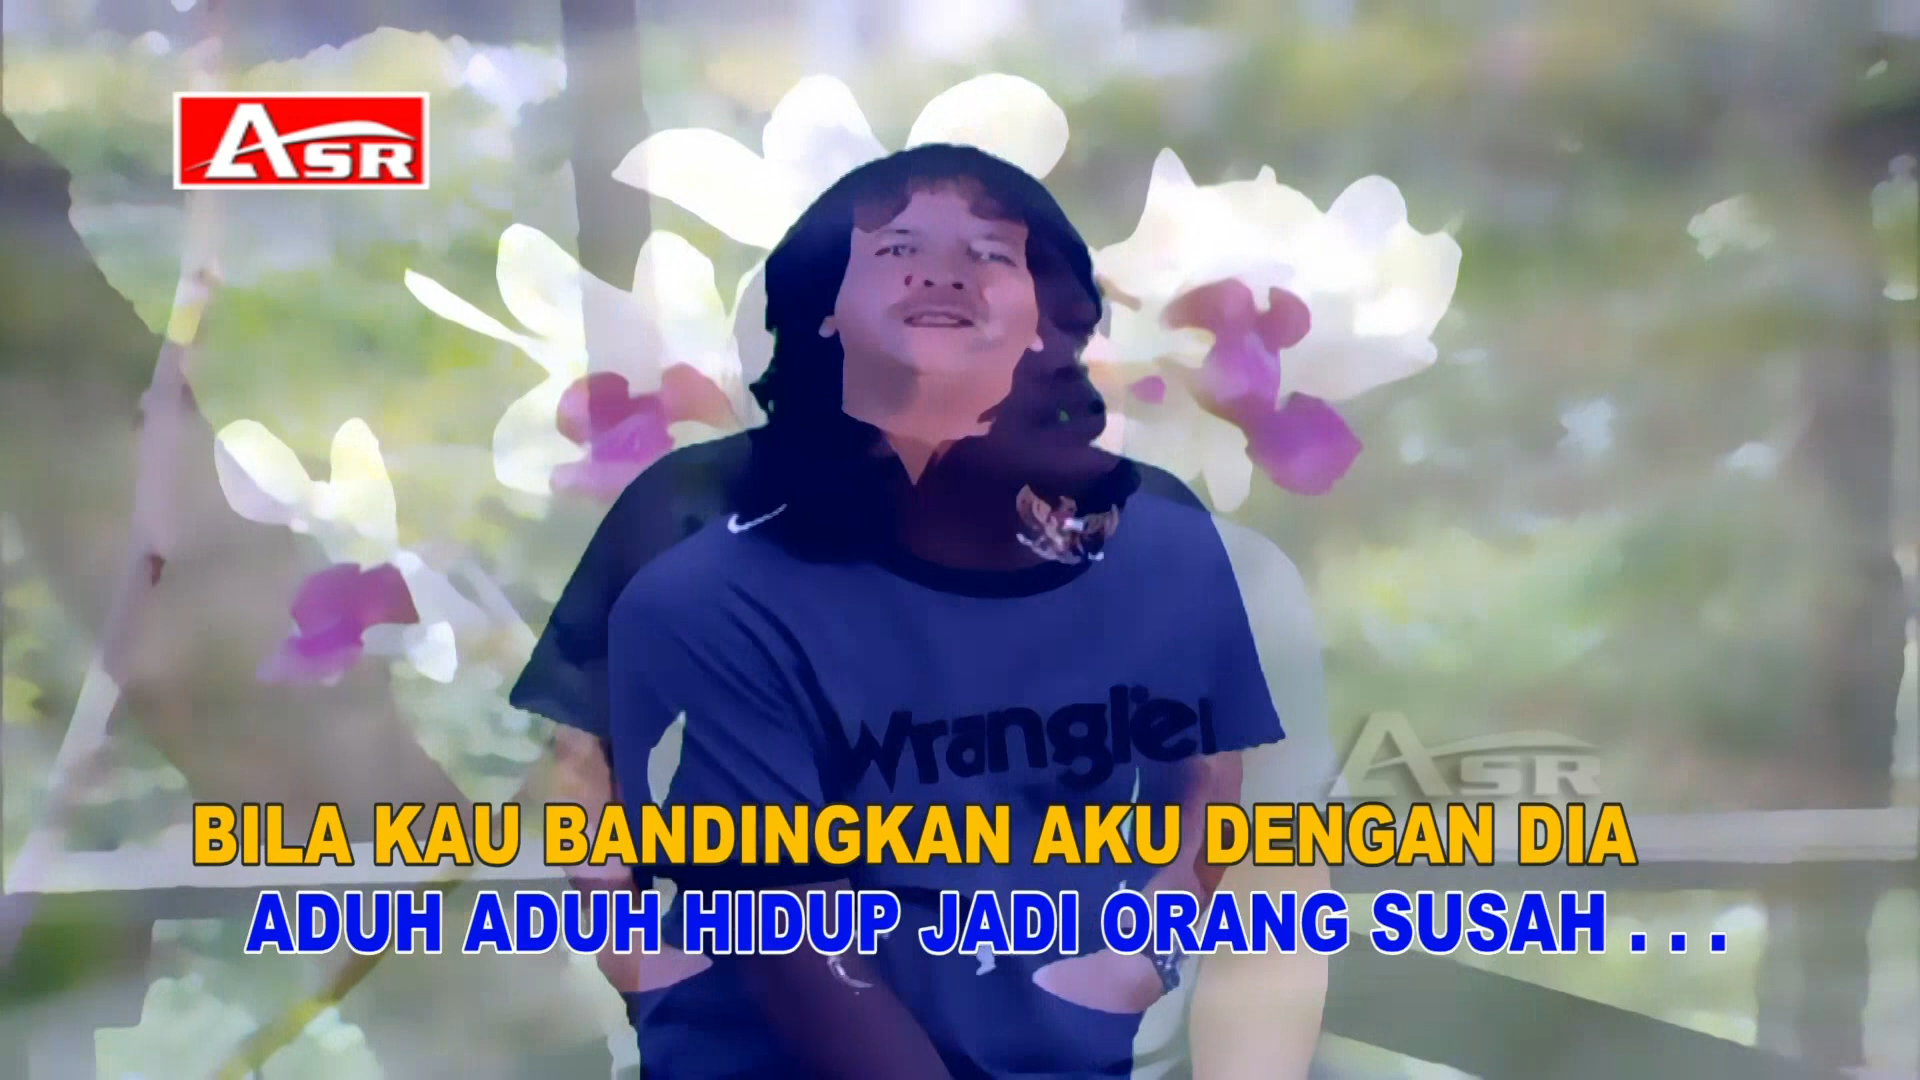 ASR
Wrangler
ASR
BILA KAU BANDINGKAN AKU DENGAN DIA
ADUH ADUH HIDUP JADI ORANG SUSAH . . .